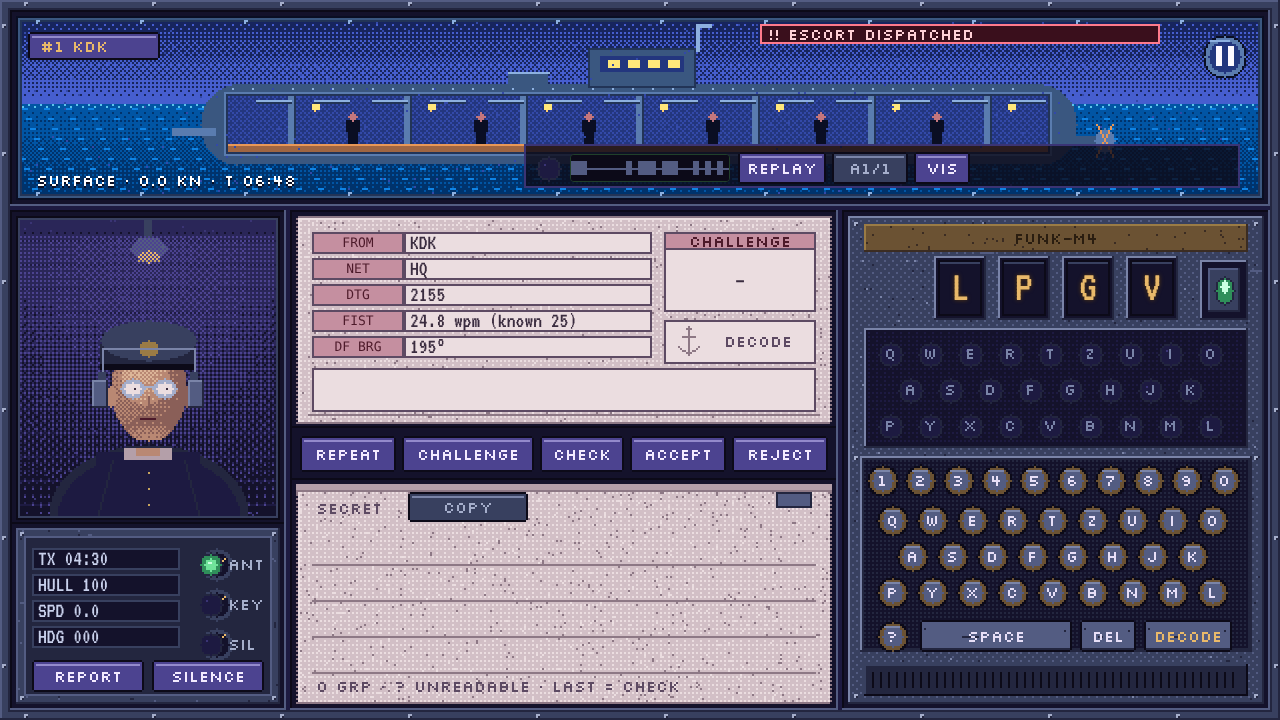 #1 KDK
!! ESCORT DISPATCHED
SURFACE · 0.0 KN · T 06:48
REPLAY
A1/1
VIS
FROM KDK
NET HQ
DTG 2155
FIST 24.8 wpm (known 25)
DF BRG 195°
CHALLENGE
-
DECODE
REPEAT
CHALLENGE
CHECK
ACCEPT
REJECT
SECRET
COPY
0 GRP · ? UNREADABLE · LAST = CHECK
TX 04:30
HULL 100
SPD 0.0
HDG 000
ANT
KEY
SIL
REPORT
SILENCE
FUNK-M4
L P G V
Q W E R T Z U I O
A S D F G H J K
P Y X C V B N M L
1 2 3 4 5 6 7 8 9 0
Q W E R T Z U I O
A S D F G H J K
P Y X C V B N M L
? SPACE DEL DECODE